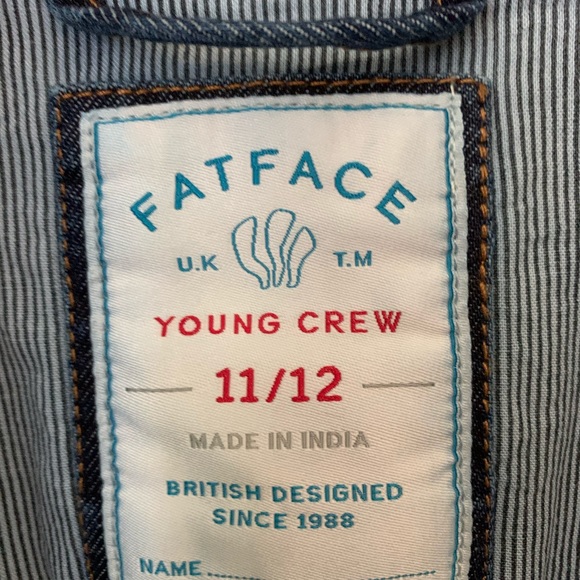 FATFACE
U.K T.M
YOUNG CREW
11/12
MADE IN INDIA
BRITISH DESIGNED
SINCE 1988
NAME